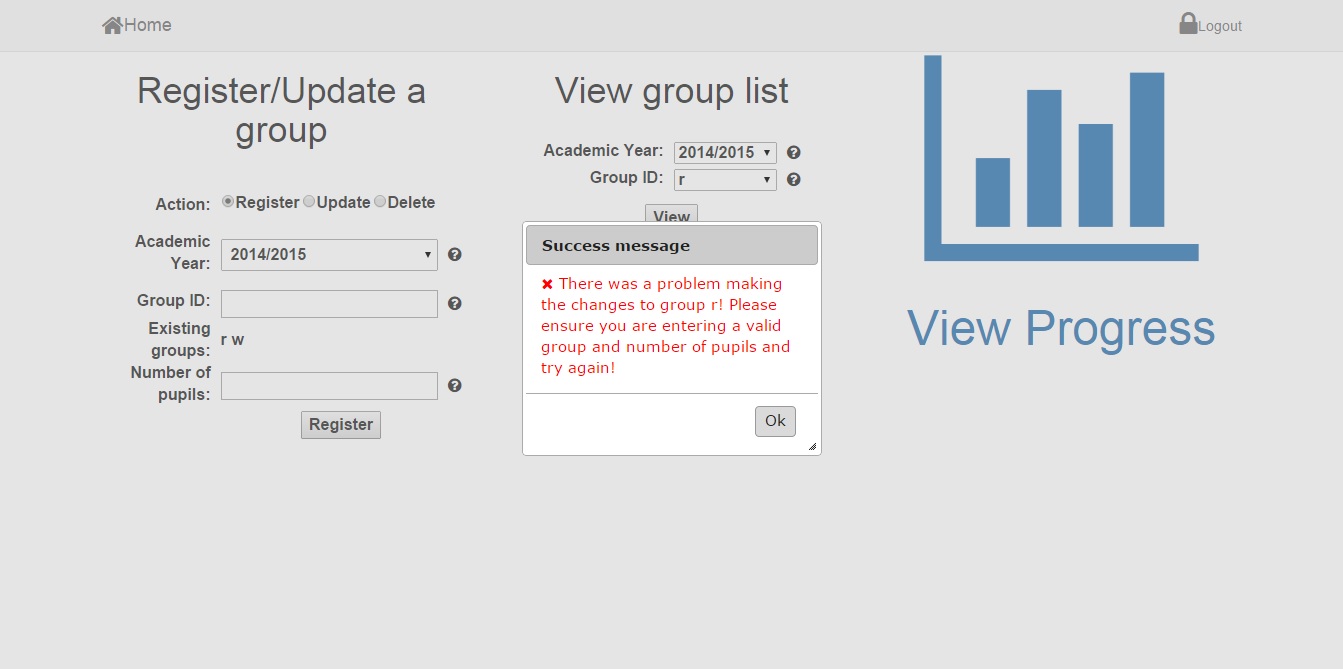 Home
Logout
Register/Update a
group
Action: Register Update Delete
Academic
Year: 2014/2015
Group ID:
Existing
groups: r w
Number of
pupils:
Register
View group list
Academic Year: 2014/2015
Group ID: r
View
Success message
There was a problem making
the changes to group r! Please
ensure you are entering a valid
group and number of pupils and
try again!
Ok
View Progress